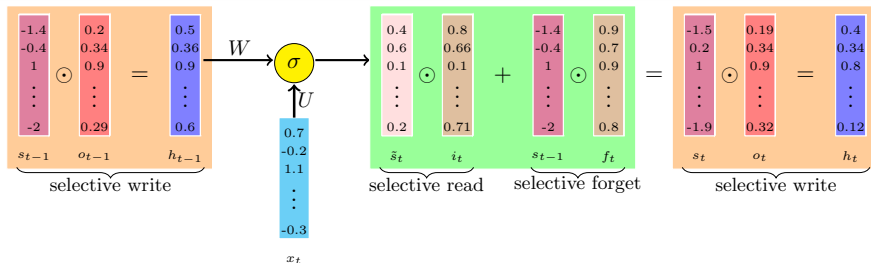 -1.4 0.2 0.5 0.4 0.8 -1.4 0.9 -1.5 0.19 0.4
-0.4 0.34 0.36 W 0.6 0.66 -0.4 0.7 0.2 0.34 0.34
1 ⊙ 0.9 = 0.9 σ 0.1 ⊙ 0.1 + 1 ⊙ 0.9 = 1 ⊙ 0.9 = 0.8
⋮ ⋮ ⋮ U ⋮ ⋮ ⋮ ⋮ ⋮ ⋮ ⋮
-2 0.29 0.6 0.2 0.71 -2 0.8 -1.9 0.32 0.12
s_{t−1} o_{t−1} h_{t−1} s̃_t i_t s_{t−1} f_t s_t o_t h_t
selective write selective read selective forget selective write
0.7
-0.2
1.1
⋮
-0.3
x_t